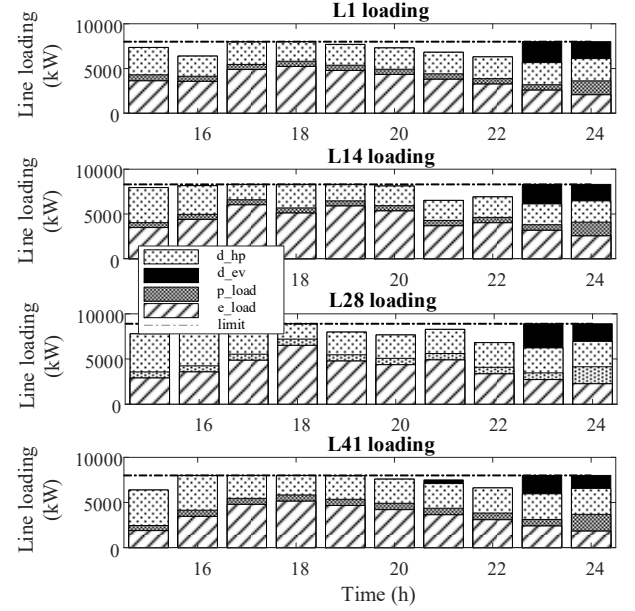 L1 loading
10000
5000
0
Line loading
(kW)
16 18 20 22 24
L14 loading
10000
5000
0
Line loading
(kW)
16 18 20 22 24
d_hp
d_ev
p_load
e_load
limit
L28 loading
10000
5000
0
Line loading
(kW)
16 18 20 22 24
L41 loading
10000
5000
0
Line loading
(kW)
16 18 20 22 24
Time (h)